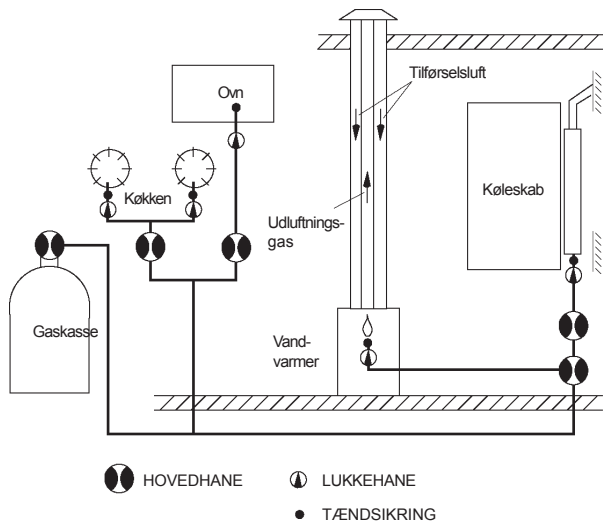 Tilførselsluft
Ovn
Køkken
Køleskab
Udluftnings-
gas
Gaskasse
Vand-
varmer
HOVEDHANE
LUKKEHANE
TÆNDSIKRING